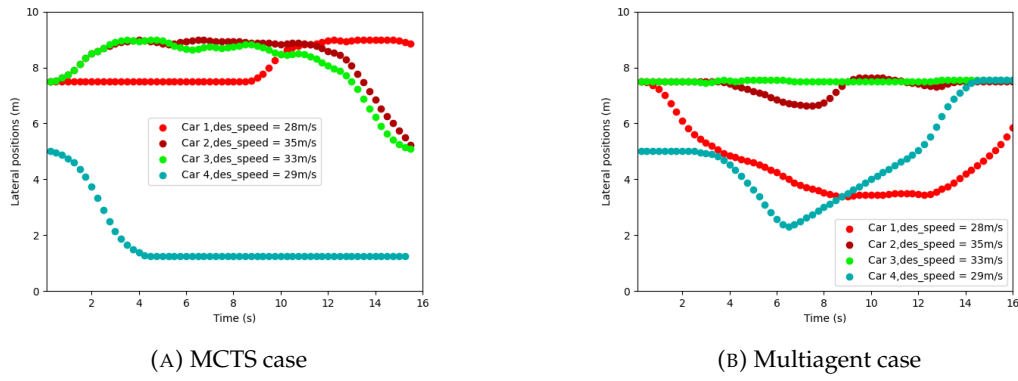 10
8
6
4
2
0
Lateral positions (m)
Car 1,des_speed = 28m/s
Car 2,des_speed = 35m/s
Car 3,des_speed = 33m/s
Car 4,des_speed = 29m/s
2 4 6 8 10 12 14 16
Time (s)
(A) MCTS case
10
8
6
4
2
0
Lateral positions (m)
Car 1,des_speed = 28m/s
Car 2,des_speed = 35m/s
Car 3,des_speed = 33m/s
Car 4,des_speed = 29m/s
2 4 6 8 10 12 14 16
Time (s)
(B) Multiagent case